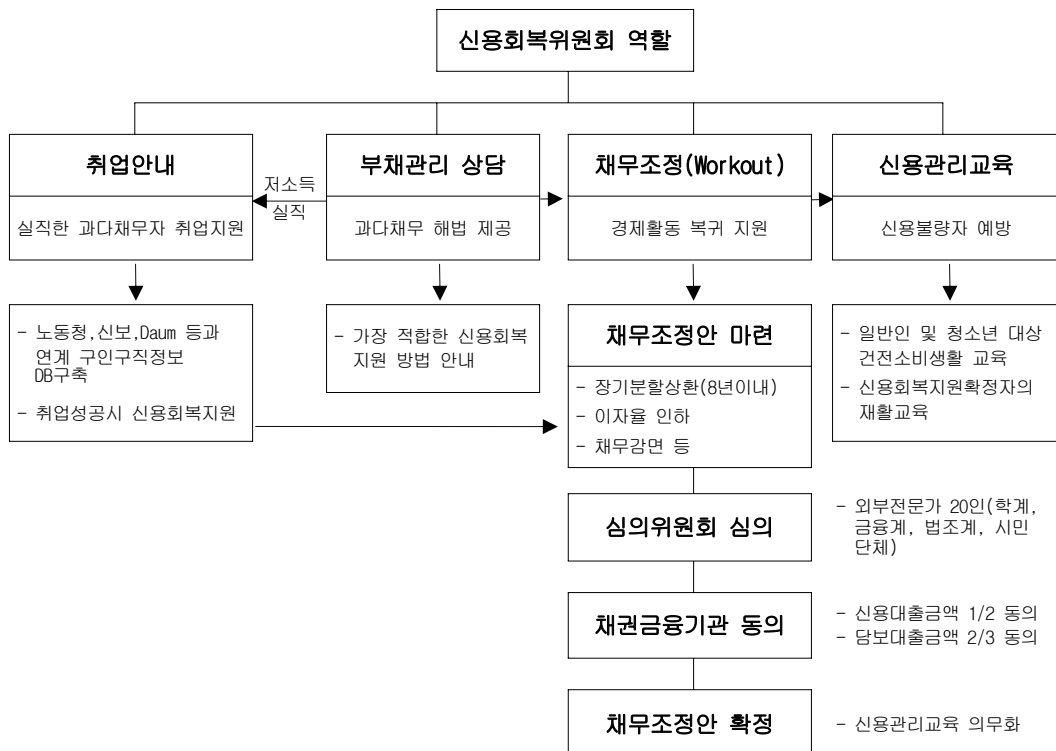 신용회복위원회 역할
취업안내
실직한 과다채무자 취업지원
저소득
실직
부채관리 상담
과다채무 해법 제공
채무조정(Workout)
경제활동 복귀 지원
신용관리교육
신용불량자 예방
- 노동청,신보,Daum 등과
연계 구인구직정보
DB구축
- 취업성공시 신용회복지원
- 가장 적합한 신용회복
지원 방법 안내
채무조정안 마련
- 장기분할상환(8년이내)
- 이자율 인하
- 채무감면 등
- 일반인 및 청소년 대상
건전소비생활 교육
- 신용회복지원확정자의
재활교육
심의위원회 심의
- 외부전문가 20인(학계,
금융계, 법조계, 시민
단체)
채권금융기관 동의
- 신용대출금액 1/2 동의
- 담보대출금액 2/3 동의
채무조정안 확정
- 신용관리교육 의무화